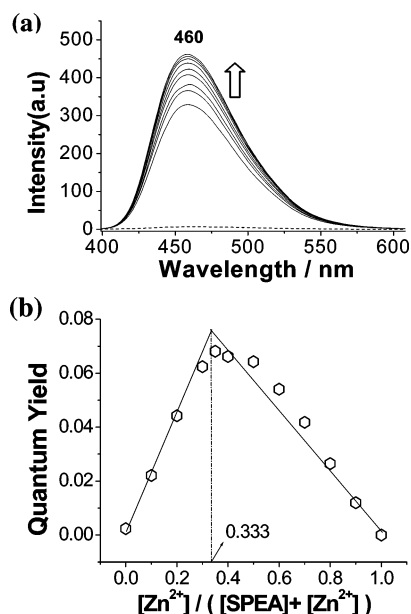 (a)
460
500
400
300
200
100
0
Intensity(a.u)
400 450 500 550 600
Wavelength / nm
(b)
0.08
0.06
0.04
0.02
0.00
Quantum Yield
0.333
0.0 0.2 0.4 0.6 0.8 1.0
[Zn²⁺] / ( [SPEA]+ [Zn²⁺] )